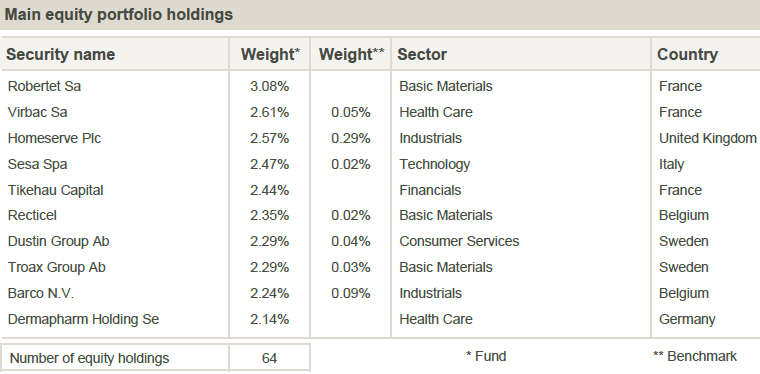 Main equity portfolio holdings
Security name Weight* Weight** Sector Country
Robertet Sa 3.08% Basic Materials France
Virbac Sa 2.61% 0.05% Health Care France
Homeserve Plc 2.57% 0.29% Industrials United Kingdom
Sesa Spa 2.47% 0.02% Technology Italy
Tikehau Capital 2.44% Financials France
Recticel 2.35% 0.02% Basic Materials Belgium
Dustin Group Ab 2.29% 0.04% Consumer Services Sweden
Troax Group Ab 2.29% 0.03% Basic Materials Sweden
Barco N.V. 2.24% 0.09% Industrials Belgium
Dermapharm Holding Se 2.14% Health Care Germany
Number of equity holdings 64 * Fund ** Benchmark